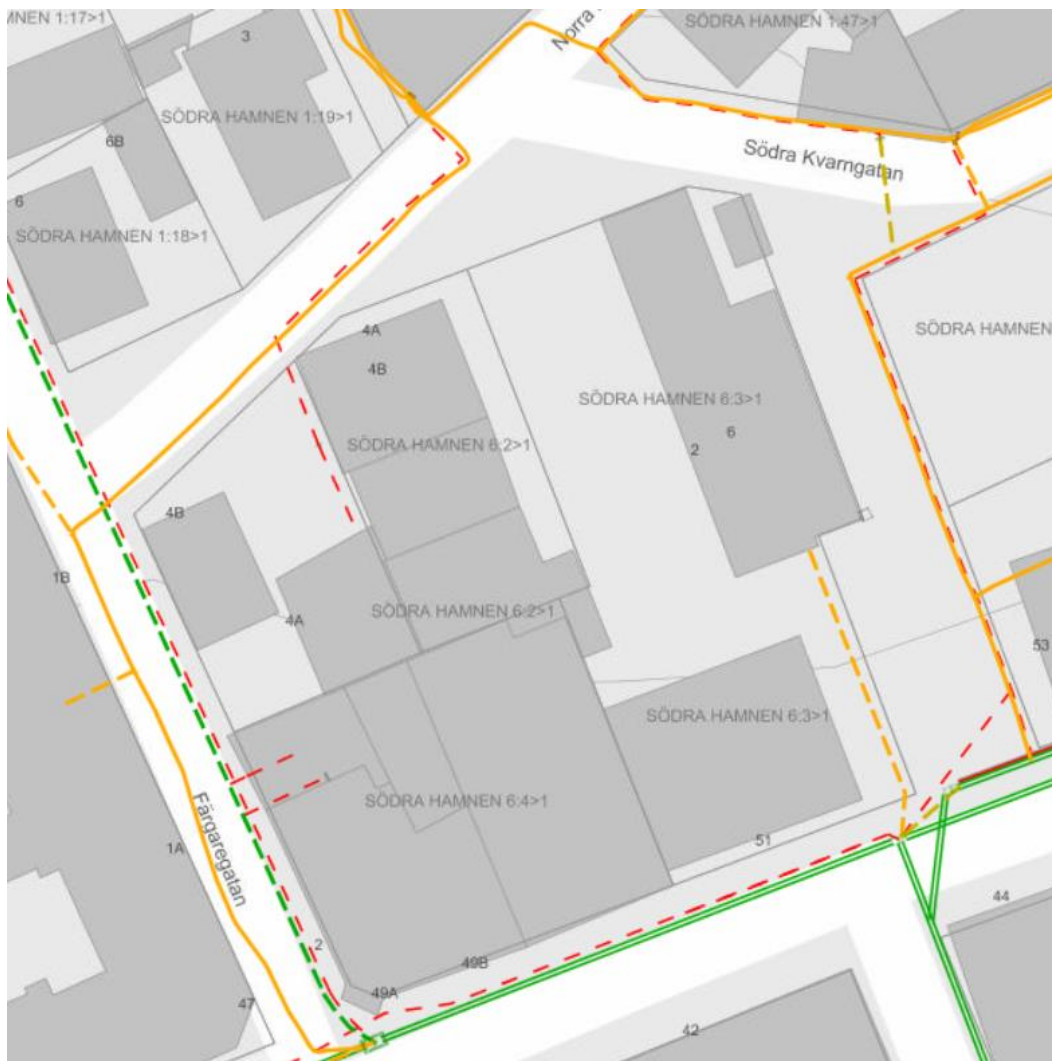 MNEN 1:17>1
3
SÖDRA HAMNEN 1:47>1
Norra
SÖDRA HAMNEN 1:19>1
6B
Södra Kvarngatan
6
SÖDRA HAMNEN 1:18>1
4A
SÖDRA HAMNEN
4B
SÖDRA HAMNEN 6:3>1
6
SÖDRA HAMNEN 6:2>1
2
4B
1B
SÖDRA HAMNEN 6:2>1
4A
53
SÖDRA HAMNEN 6:3>1
SÖDRA HAMNEN 6:4>1
Färgaregatan
1A
51
44
2
49B
49A
47
42